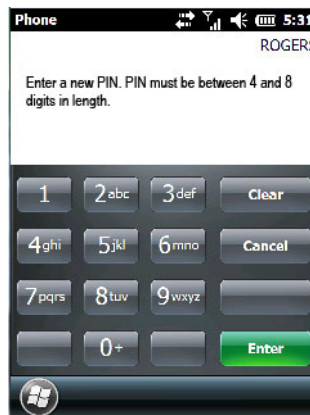 Phone 5:31
ROGERS
Enter a new PIN. PIN must be between 4 and 8
digits in length.
1 2abc 3def Clear
4ghi 5jkl 6mno Cancel
7pqrs 8tuv 9wxyz
0+ Enter